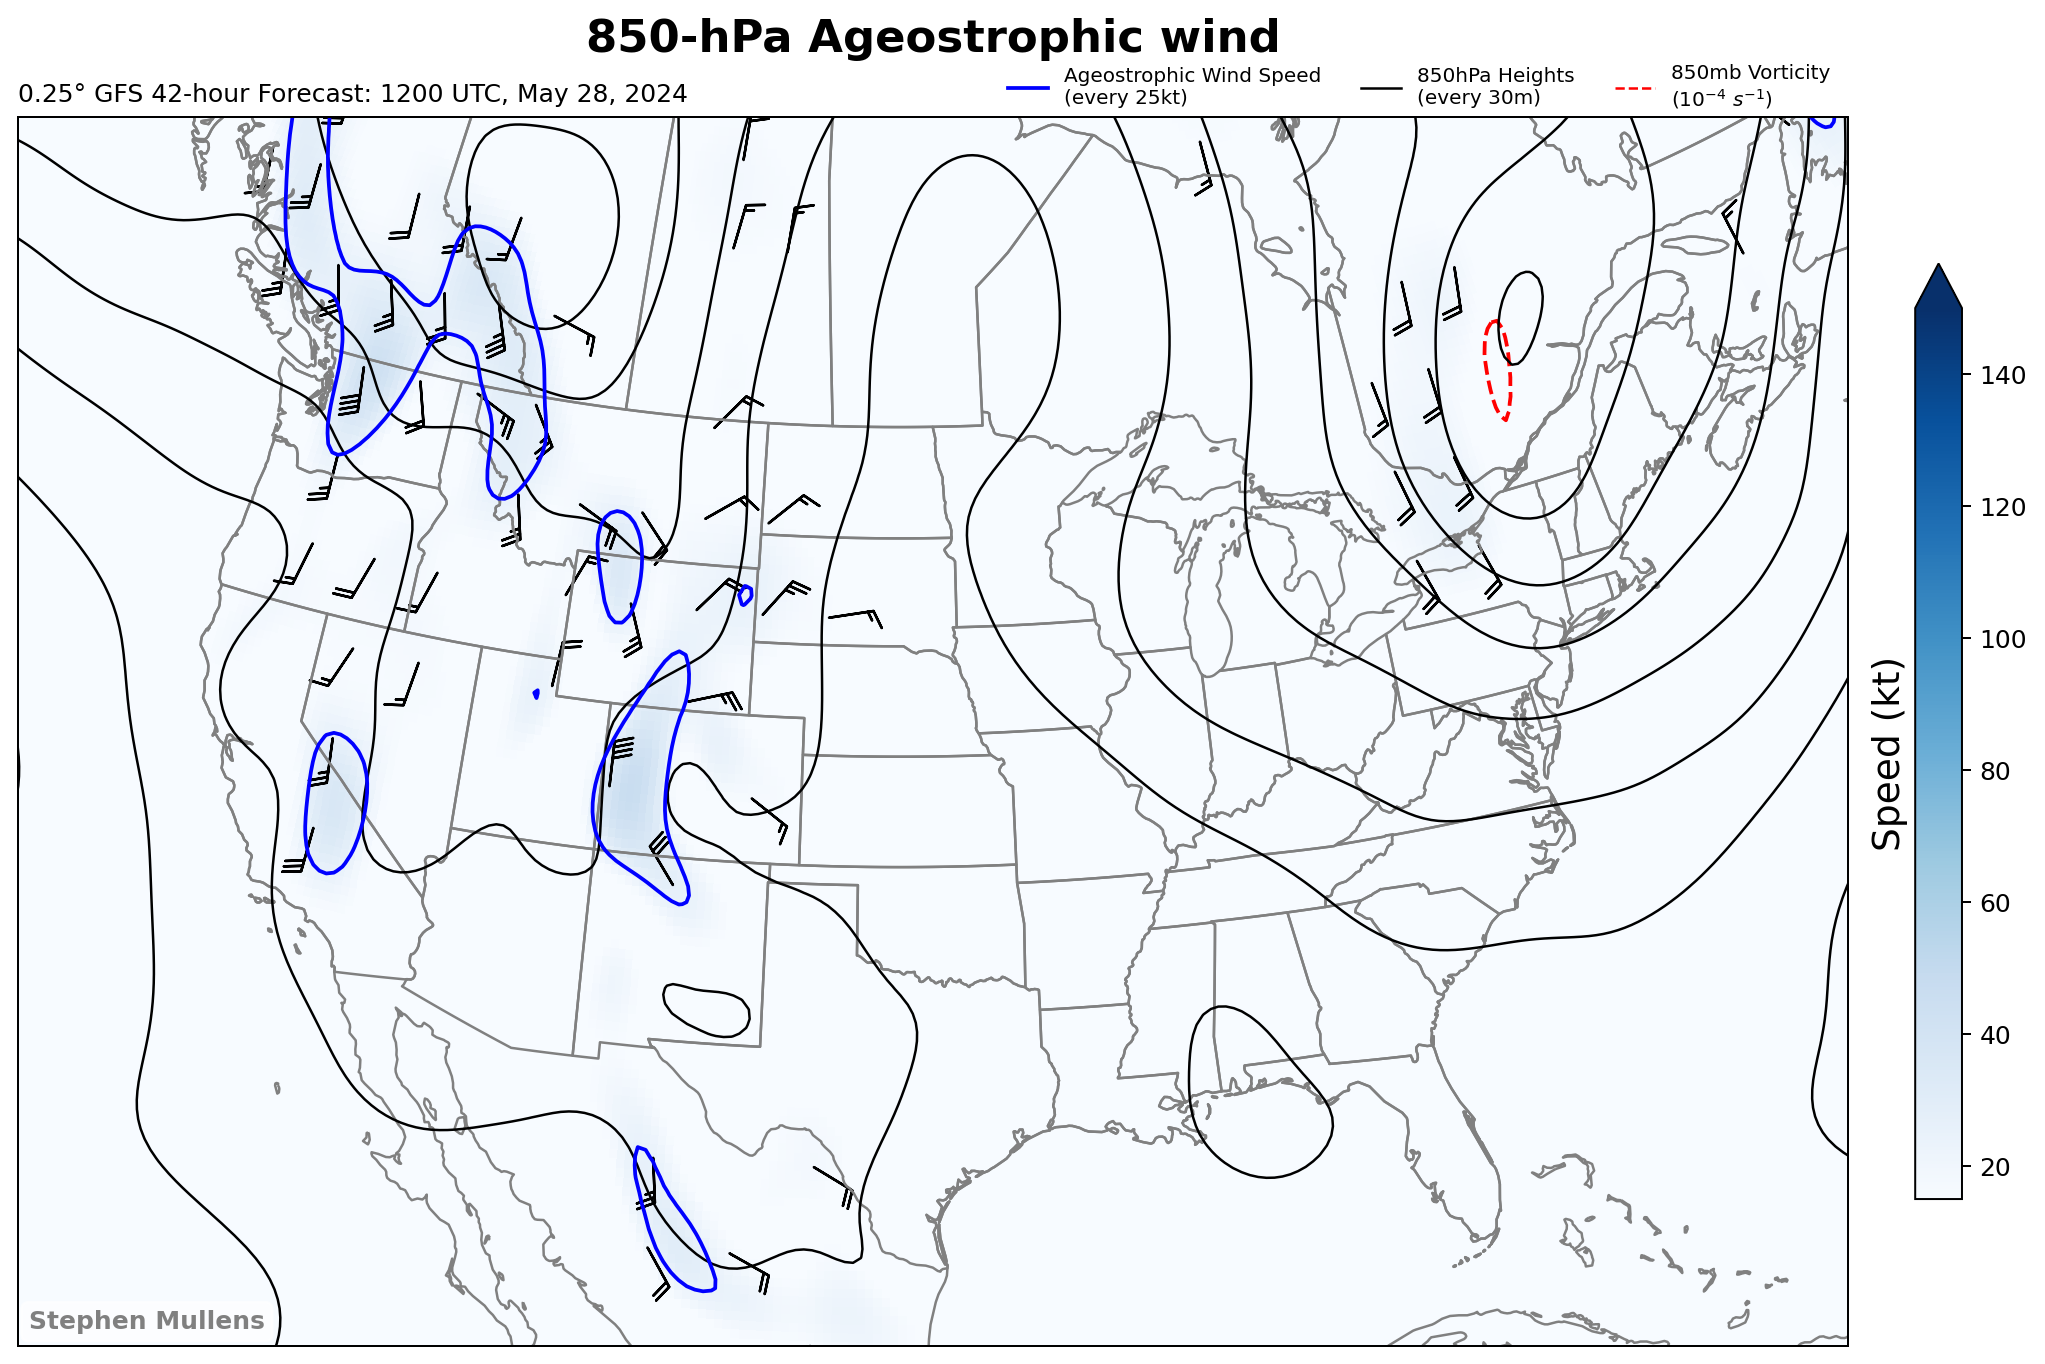 850-hPa Ageostrophic wind
0.25° GFS 42-hour Forecast: 1200 UTC, May 28, 2024
Ageostrophic Wind Speed
(every 25kt)
850hPa Heights
(every 30m)
850mb Vorticity
(10⁻⁴ s⁻¹)
140
120
100
80
60
40
20
Speed (kt)
Stephen Mullens